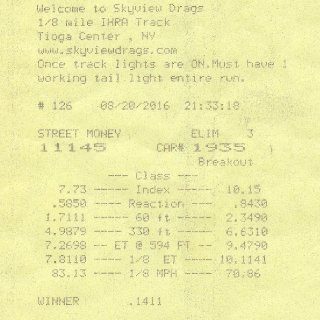 Welcome to Skyview Drags
1/8 mile IHRA Track
Tioga Center , NY
www.skyviewdrags.com
Once track lights are ON.Must have 1
working tail light entire run.
# 126 08/20/2016 21:33:18
STREET MONEY ELIM 3
11145 CAR# 1935
Breakout
--- Class ---
7.73 ----- Index ----- 10.15
.5850 ---- Reaction --- .8430
1.7111 ----- 60 ft ----- 2.3490
4.9879 ---- 330 ft ----- 6.6310
7.2698 -- ET @ 594 FT -- 9.4790
7.8110 ---- 1/8 ET ---- 10.1141
83.13 ---- 1/8 MPH ---- 70.86
WINNER .1411